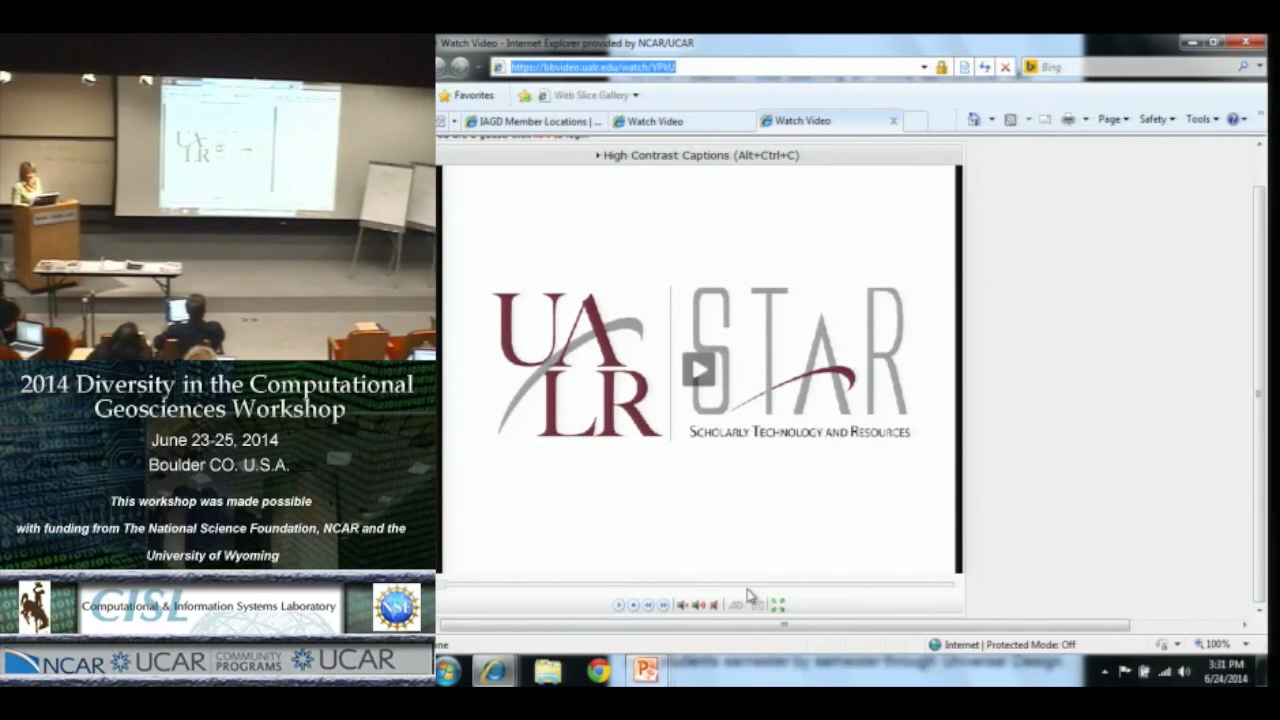 Watch Video - Internet Explorer provided by NCAR/UCAR
https://bbvideo.ualr.edu/watch/VPkU
Bing
Favorites
Web Slice Gallery
IAGD Member Locations | ...
Watch Video
Watch Video
Page
Safety
Tools
High Contrast Captions (Alt+Ctrl+C)
UALR
STAR
SCHOLARLY TECHNOLOGY AND RESOURCES
AD
Internet | Protected Mode: Off
100%
3:31 PM
6/24/2014
2014 Diversity in the Computational
Geosciences Workshop
June 23-25, 2014
Boulder CO. U.S.A.
This workshop was made possible
with funding from The National Science Foundation, NCAR and the
University of Wyoming
CISL
Computational & Information Systems Laboratory
NSF
NCAR
UCAR
COMMUNITY
PROGRAMS
UCAR